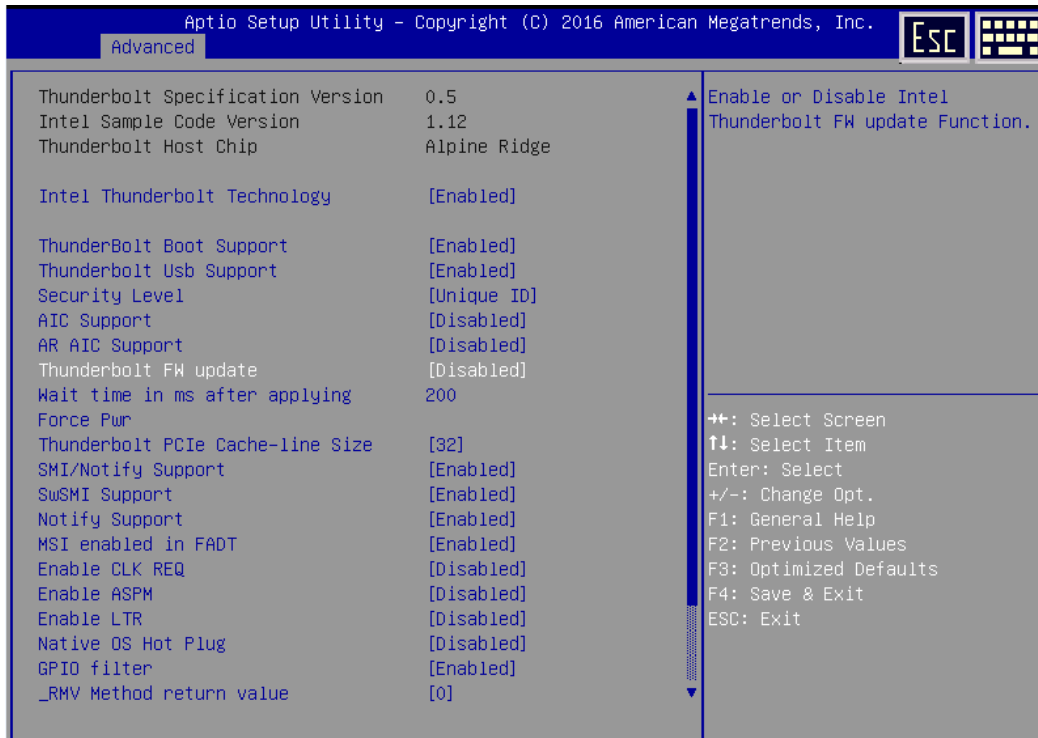 Aptio Setup Utility – Copyright (C) 2016 American Megatrends, Inc.
Esc
Advanced
Thunderbolt Specification Version 0.5
Intel Sample Code Version 1.12
Thunderbolt Host Chip Alpine Ridge
Intel Thunderbolt Technology [Enabled]
ThunderBolt Boot Support [Enabled]
Thunderbolt Usb Support [Enabled]
Security Level [Unique ID]
AIC Support [Disabled]
AR AIC Support [Disabled]
Thunderbolt FW update [Disabled]
Wait time in ms after applying 200
Force Pwr
Thunderbolt PCIe Cache-line Size [32]
SMI/Notify Support [Enabled]
SwSMI Support [Enabled]
Notify Support [Enabled]
MSI enabled in FADT [Enabled]
Enable CLK REQ [Disabled]
Enable ASPM [Disabled]
Enable LTR [Disabled]
Native OS Hot Plug [Disabled]
GPIO filter [Enabled]
_RMV Method return value [0]
Enable or Disable Intel
Thunderbolt FW update Function.
→←: Select Screen
↑↓: Select Item
Enter: Select
+/-: Change Opt.
F1: General Help
F2: Previous Values
F3: Optimized Defaults
F4: Save & Exit
ESC: Exit